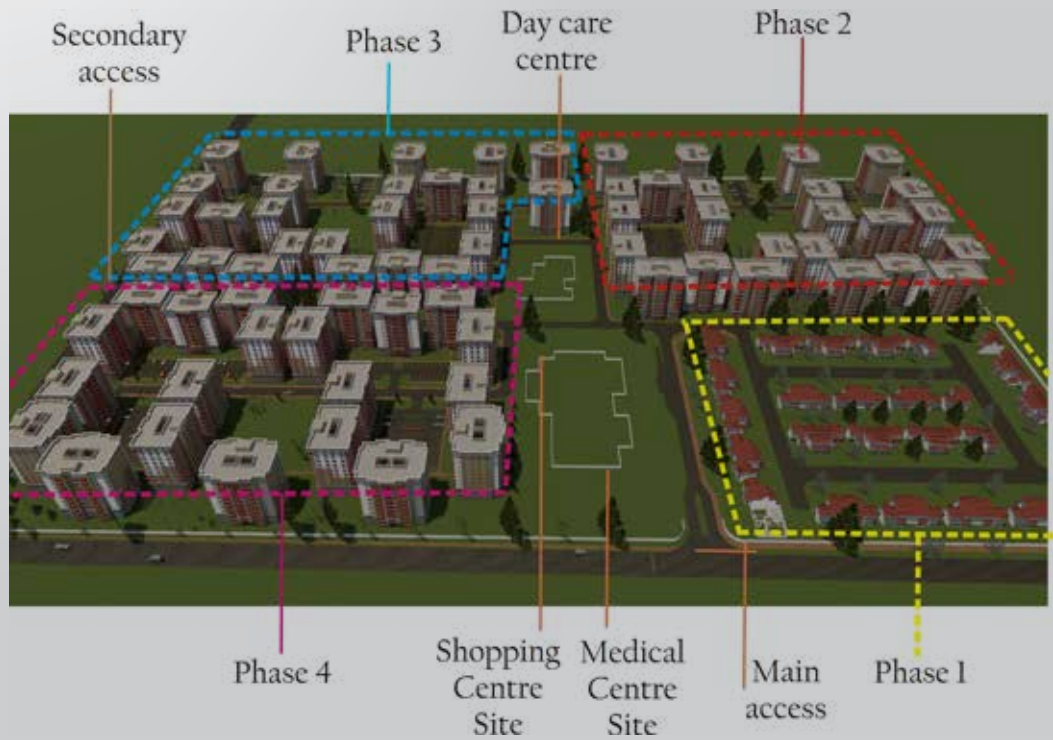 Secondary
access
Phase 3
Day care
centre
Phase 2
Phase 4
Shopping
Centre
Site
Medical
Centre
Site
Main
access
Phase 1